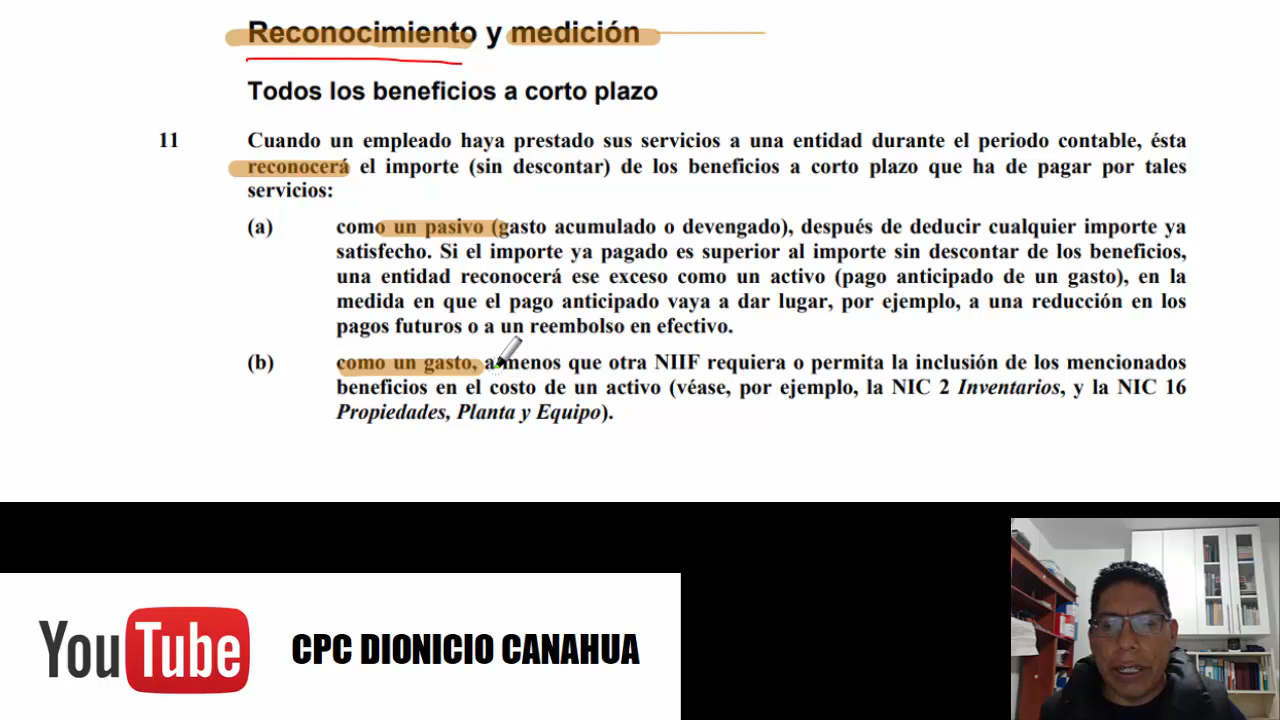 Reconocimiento y medición
Todos los beneficios a corto plazo
11 Cuando un empleado haya prestado sus servicios a una entidad durante el periodo contable, ésta
reconocerá el importe (sin descontar) de los beneficios a corto plazo que ha de pagar por tales
servicios:
(a) como un pasivo (gasto acumulado o devengado), después de deducir cualquier importe ya
satisfecho. Si el importe ya pagado es superior al importe sin descontar de los beneficios,
una entidad reconocerá ese exceso como un activo (pago anticipado de un gasto), en la
medida en que el pago anticipado vaya a dar lugar, por ejemplo, a una reducción en los
pagos futuros o a un reembolso en efectivo.
(b) como un gasto, a menos que otra NIIF requiera o permita la inclusión de los mencionados
beneficios en el costo de un activo (véase, por ejemplo, la NIC 2 Inventarios, y la NIC 16
Propiedades, Planta y Equipo).
YouTube CPC DIONICIO CANAHUA